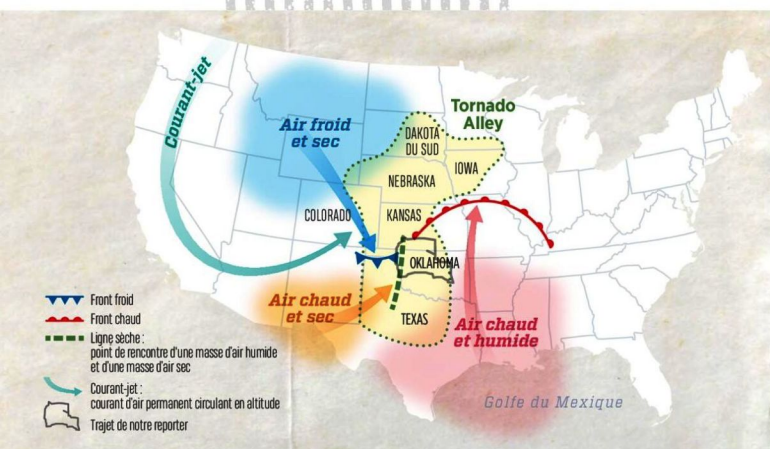 Courant-jet
Air froid
et sec
Tornado
Alley
DAKOTA
DU SUD
IOWA
NEBRASKA
COLORADO
KANSAS
OKLAHOMA
TEXAS
Air chaud
et sec
Air chaud
et humide
Golfe du Mexique
Front froid
Front chaud
Ligne sèche :
point de rencontre d'une masse d'air humide
et d'une masse d'air sec
Courant-jet :
courant d'air permanent circulant en altitude
Trajet de notre reporter